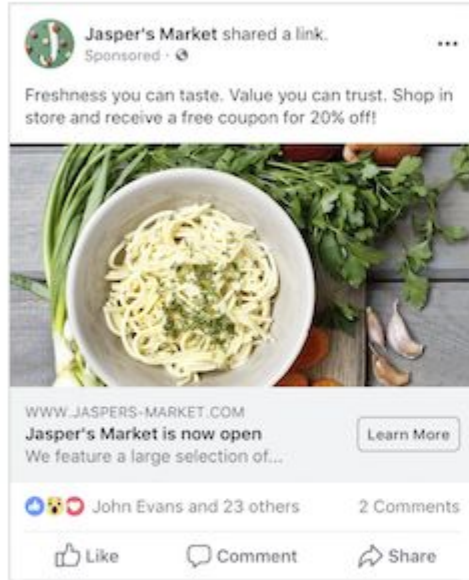 Jasper's Market shared a link.
Sponsored ·
Freshness you can taste. Value you can trust. Shop in
store and receive a free coupon for 20% off!
WWW.JASPERS-MARKET.COM
Jasper's Market is now open
Learn More
We feature a large selection of...
John Evans and 23 others 2 Comments
Like Comment Share